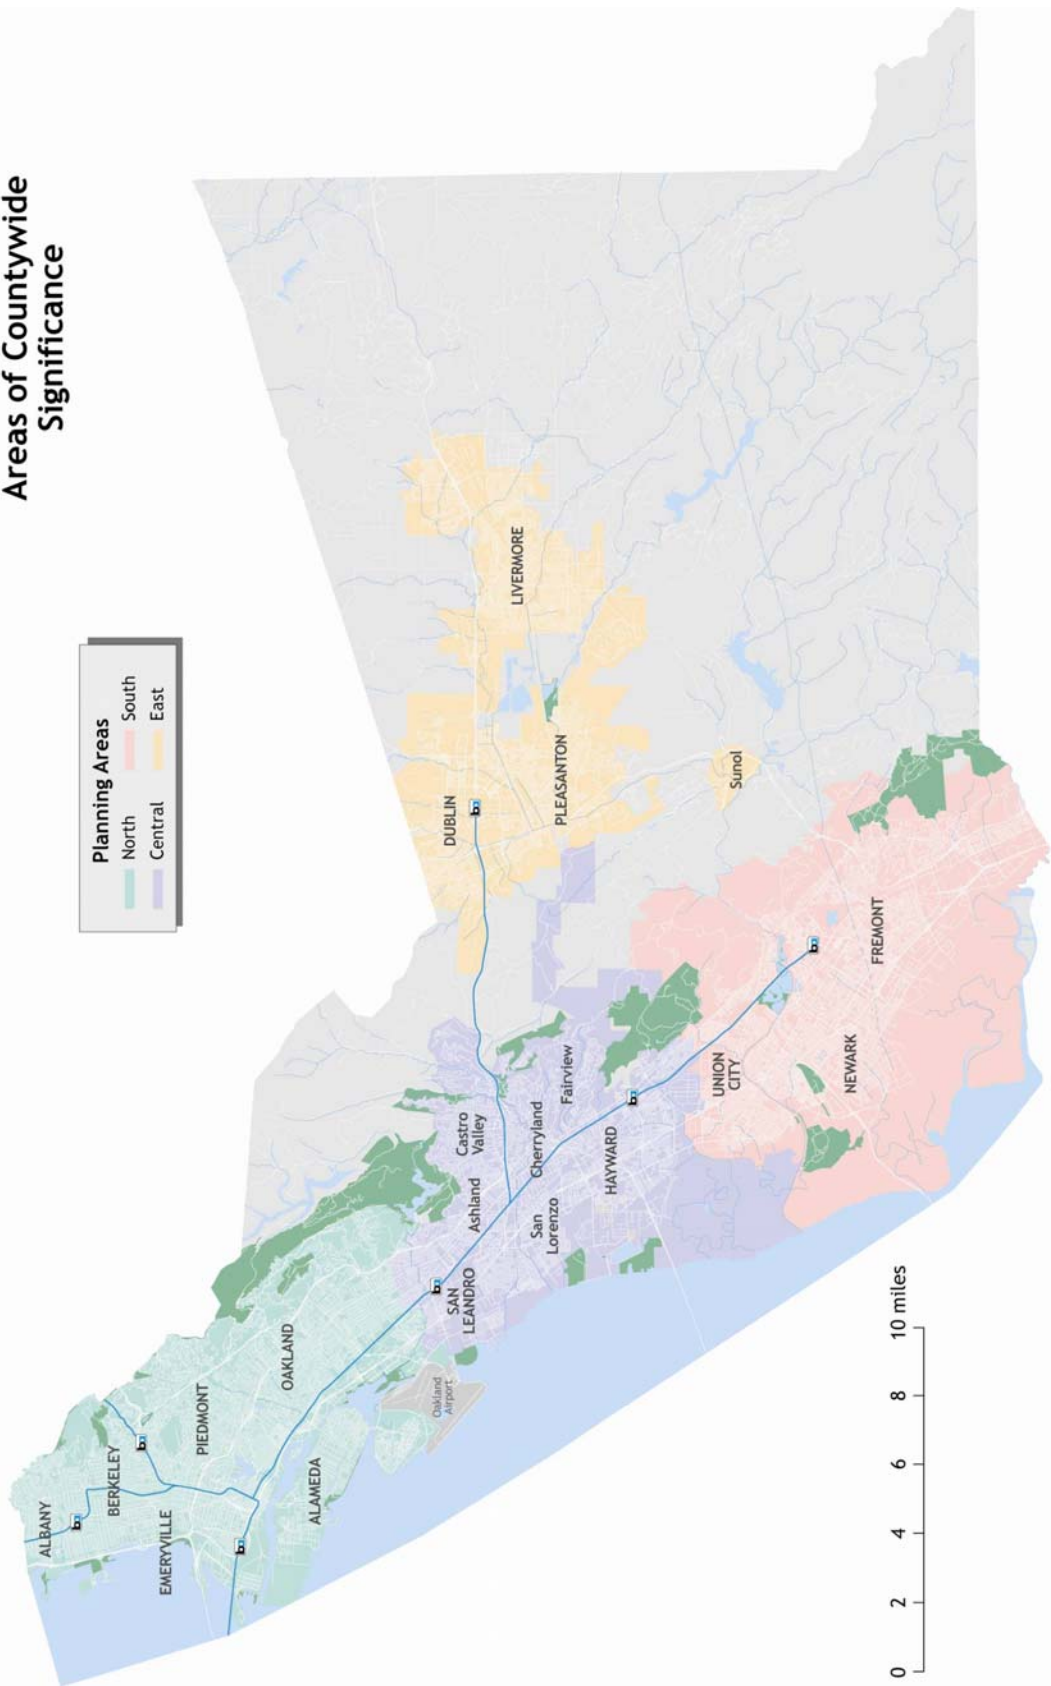 Areas of Countywide
Significance
Planning Areas
North
South
Central
East
ALBANY
BERKELEY
EMERYVILLE
PIEDMONT
OAKLAND
ALAMEDA
Oakland
Airport
SAN
LEANDRO
Ashland
Castro
Valley
San
Lorenzo
Cherryland
Fairview
HAYWARD
DUBLIN
PLEASANTON
LIVERMORE
Sunol
UNION
CITY
NEWARK
FREMONT
0 2 4 6 8 10 miles